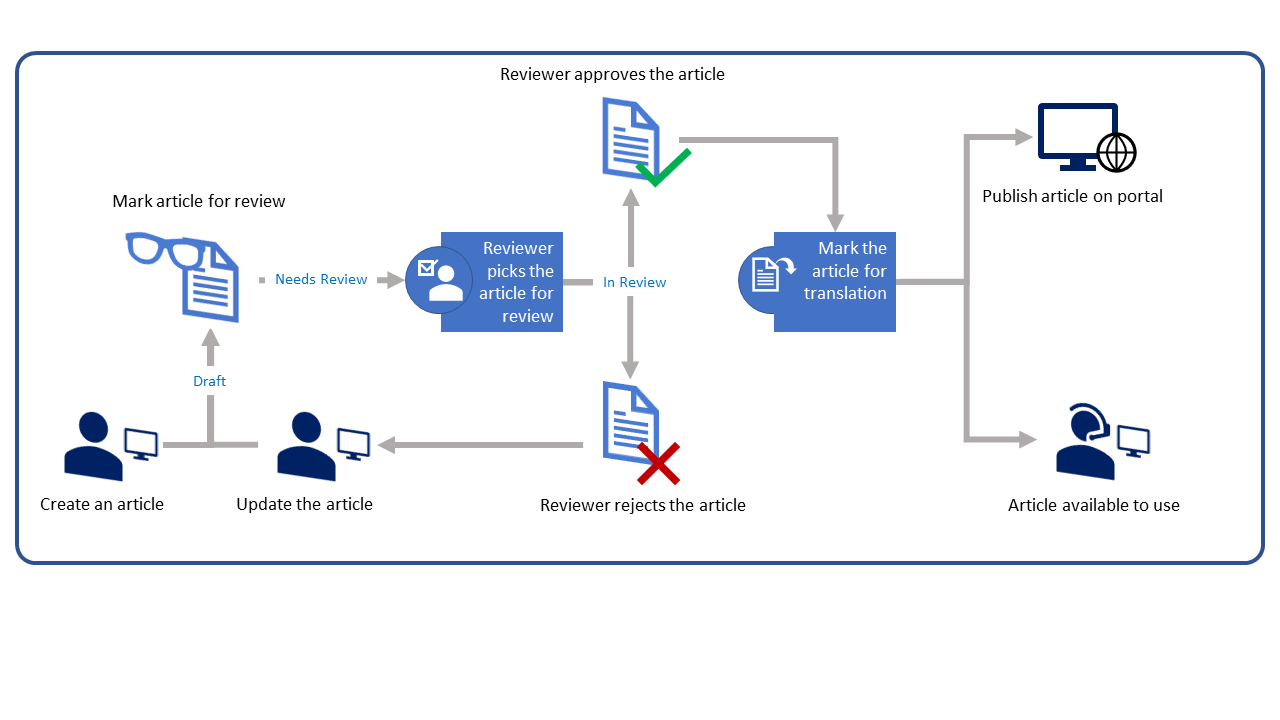 Reviewer approves the article
Publish article on portal
Mark article for review
Needs Review
Reviewer
picks the
article for
review
In Review
Mark the
article for
translation
Draft
Create an article
Update the article
Reviewer rejects the article
Article available to use